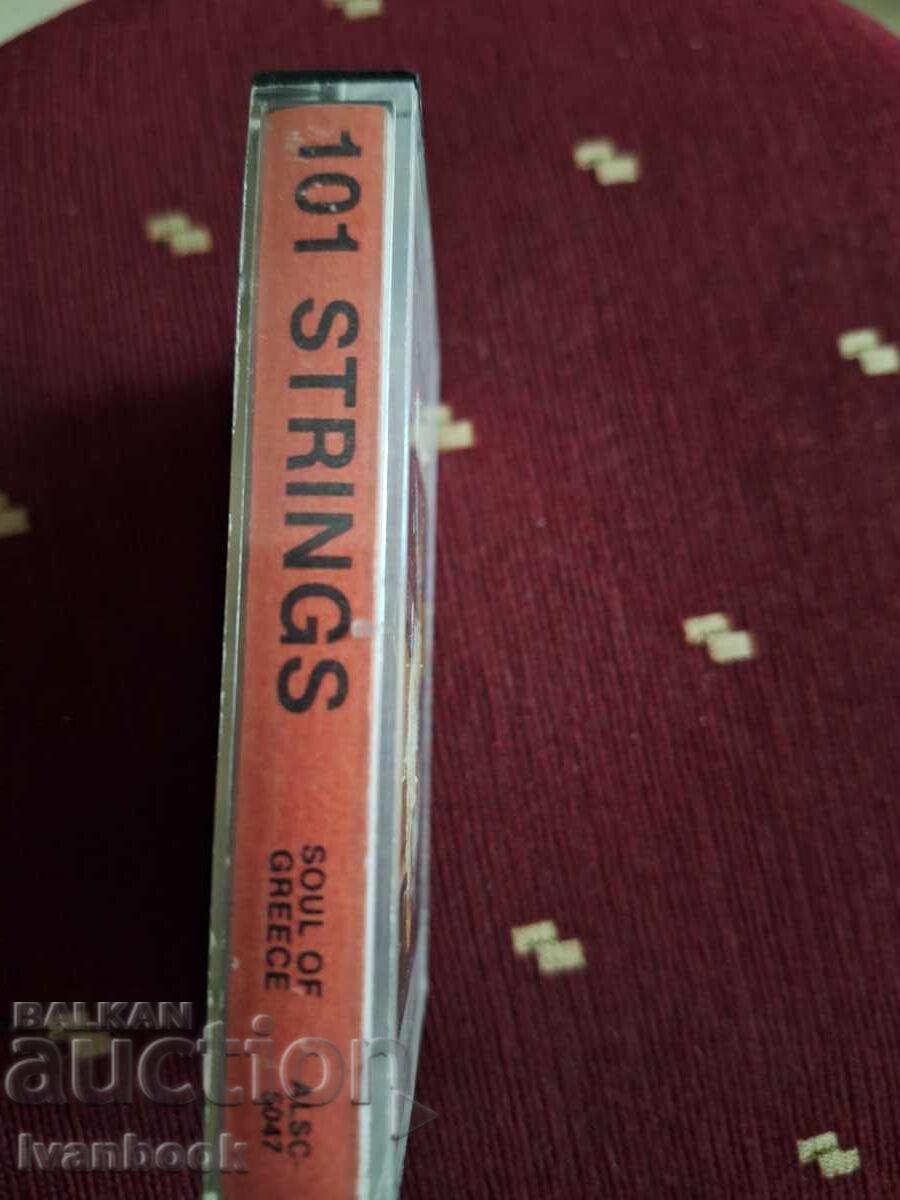 101 STRINGS
SOUL OF
GREECE
ALSC-
5047
BALKAN
auction
Ivanbook